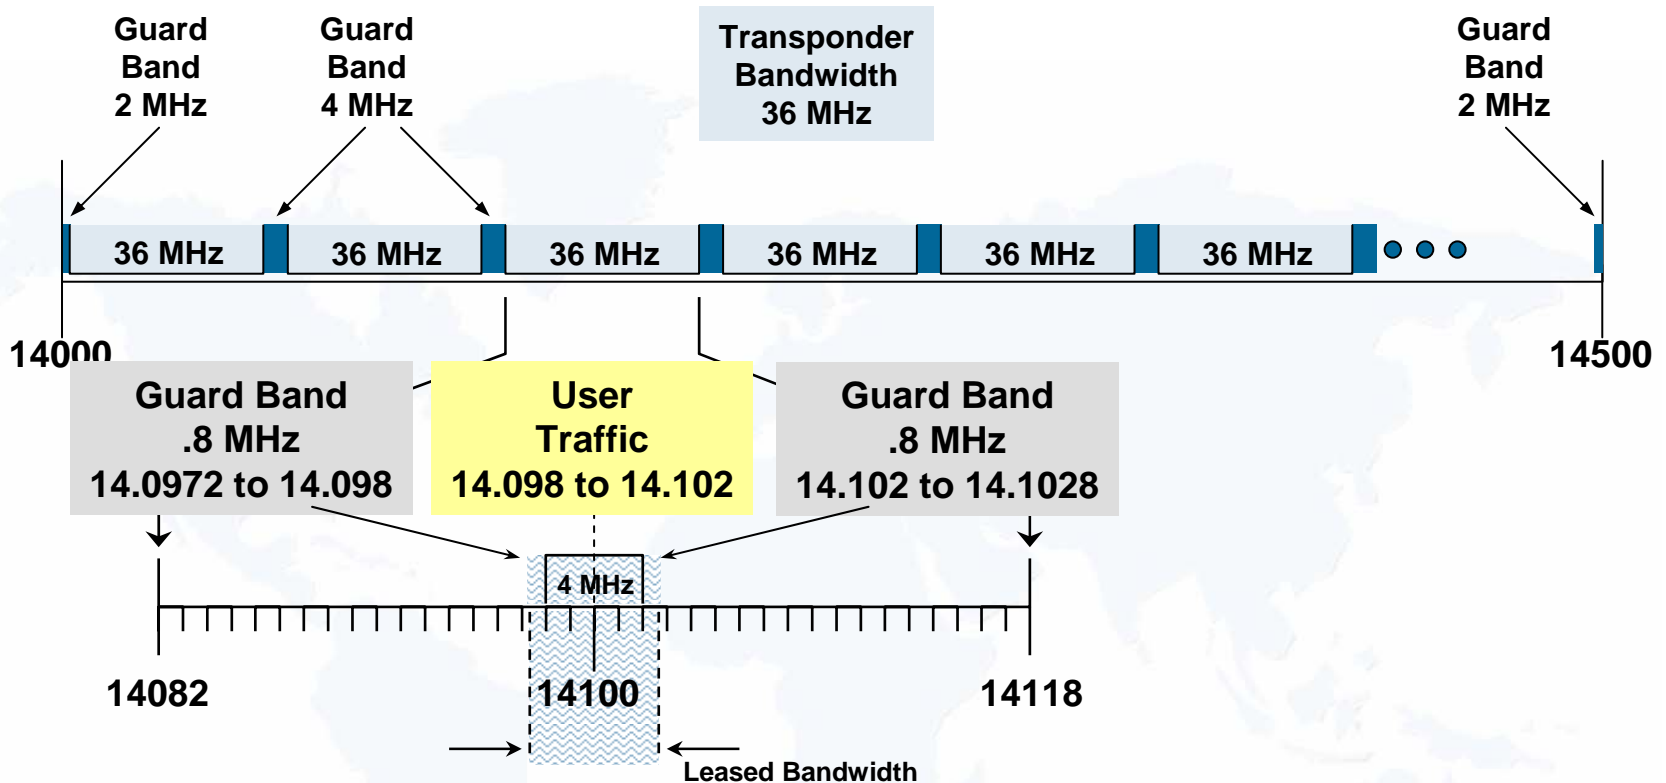 Guard
Band
2 MHz
Guard
Band
4 MHz
Transponder
Bandwidth
36 MHz
Guard
Band
2 MHz
36 MHz
36 MHz
36 MHz
36 MHz
36 MHz
36 MHz
14000
14500
Guard Band
.8 MHz
14.0972 to 14.098
User
Traffic
14.098 to 14.102
Guard Band
.8 MHz
14.102 to 14.1028
4 MHz
14082
14100
14118
Leased Bandwidth